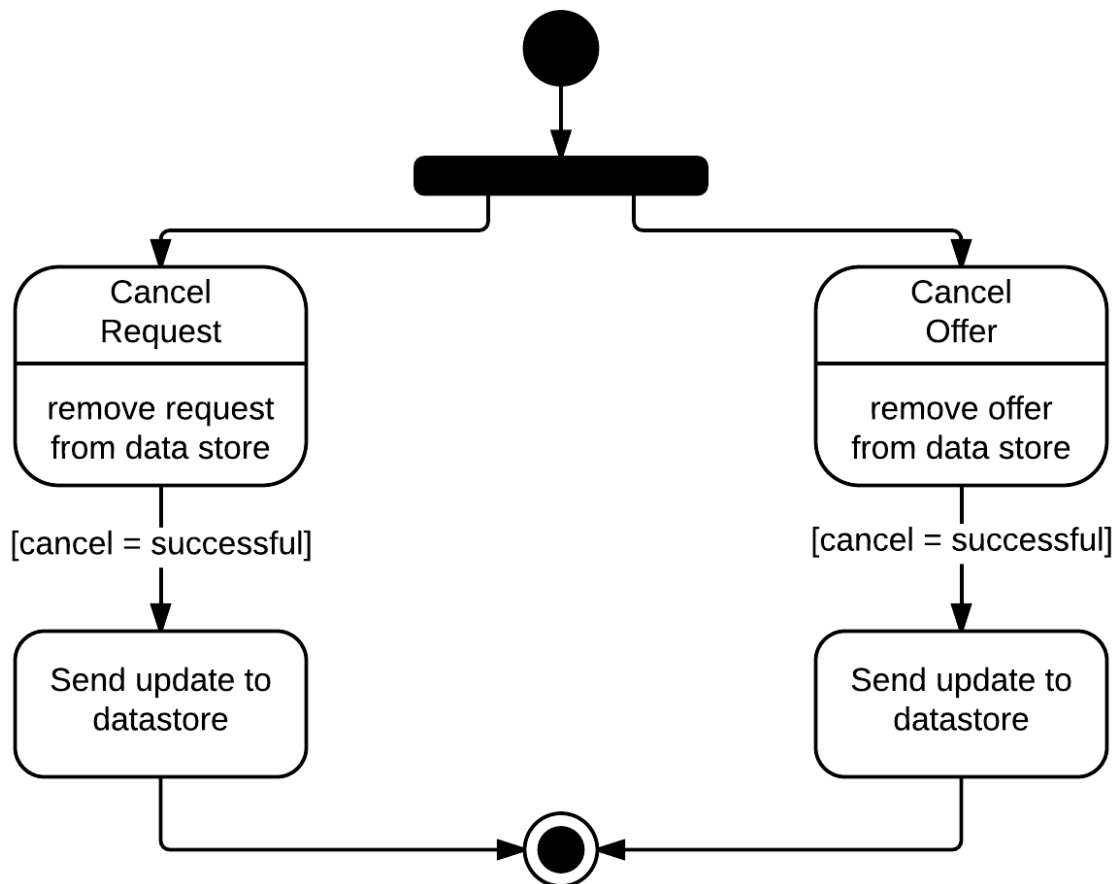 Cancel
Request
remove request
from data store
[cancel = successful]
Send update to
datastore
Cancel
Offer
remove offer
from data store
[cancel = successful]
Send update to
datastore